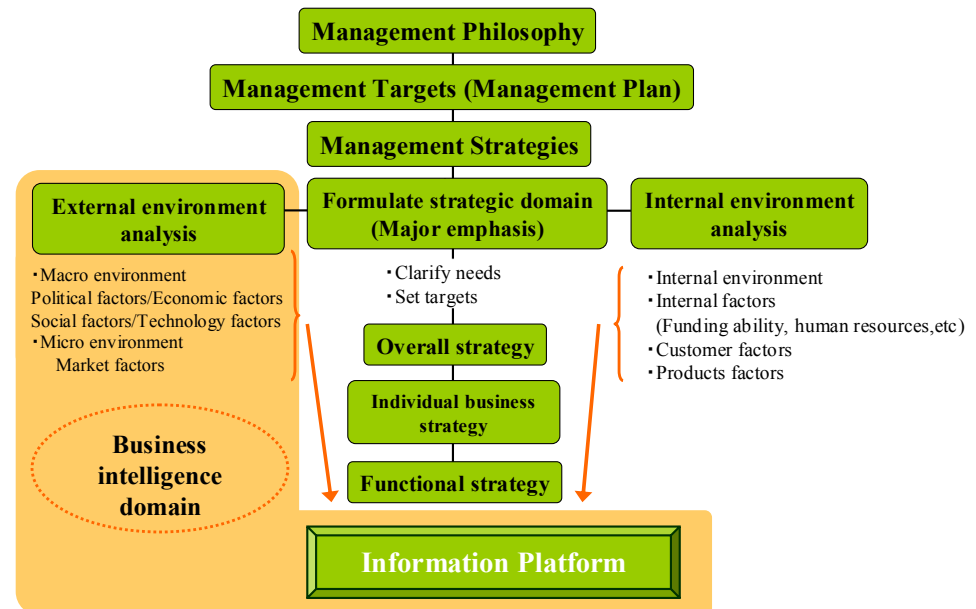 Management Philosophy
Management Targets (Management Plan)
Management Strategies
External environment
analysis
Formulate strategic domain
(Major emphasis)
Internal environment
analysis
・Macro environment
Political factors/Economic factors
Social factors/Technology factors
・Micro environment
Market factors
・Clarify needs
・Set targets
・Internal environment
・Internal factors
(Funding ability, human resources,etc)
・Customer factors
・Products factors
Overall strategy
Individual business
strategy
Functional strategy
Business
intelligence
domain
Information Platform